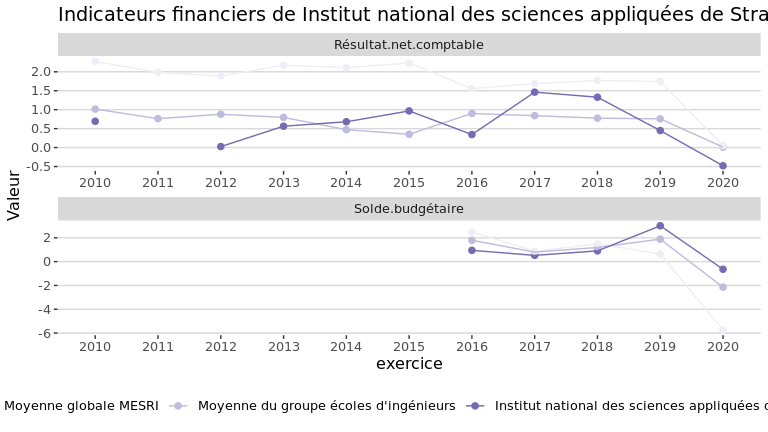 Indicateurs financiers de Institut national des sciences appliquées de Stra
Résultat.net.comptable
2.0
1.5
1.0
0.5
0.0
-0.5
2010 2011 2012 2013 2014 2015 2016 2017 2018 2019 2020
Valeur
Solde.budgétaire
2
0
-2
-4
-6
2010 2011 2012 2013 2014 2015 2016 2017 2018 2019 2020
exercice
Moyenne globale MESRI Moyenne du groupe écoles d'ingénieurs Institut national des sciences appliquées